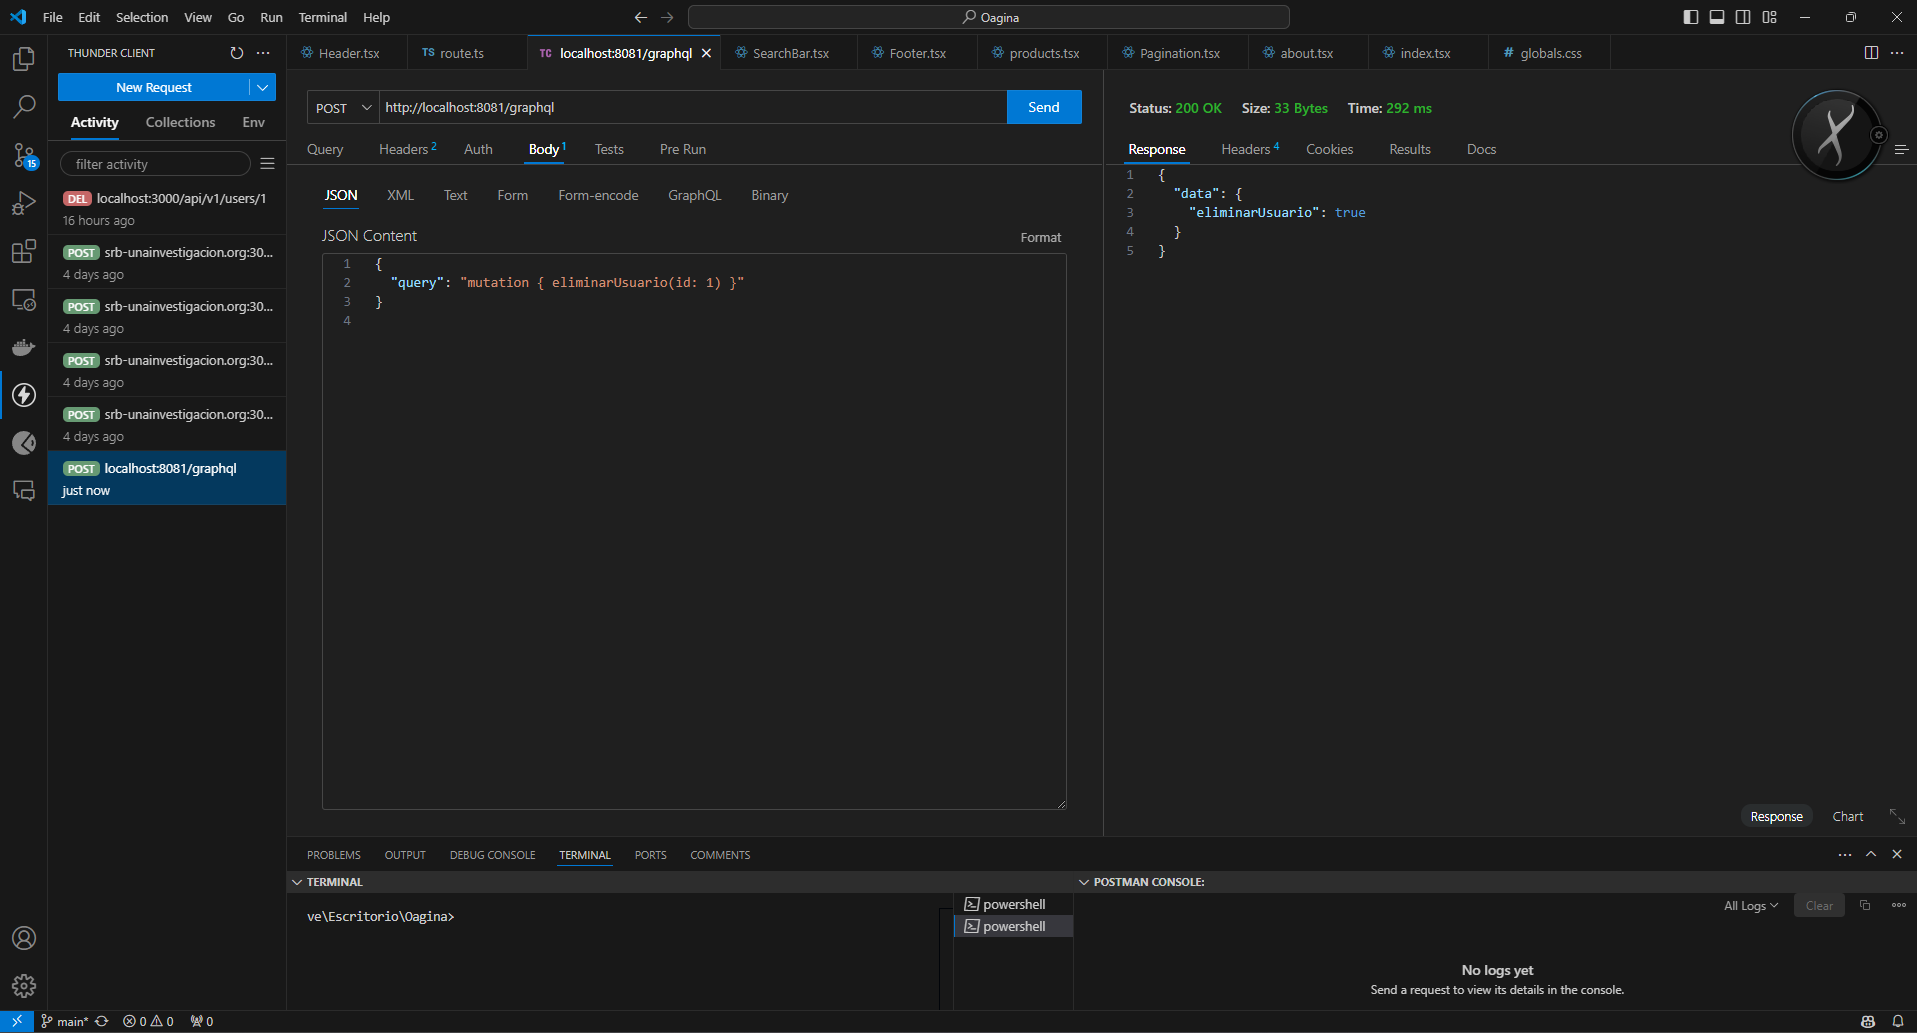 File Edit Selection View Go Run Terminal Help
Oagina
THUNDER CLIENT
New Request
Activity Collections Env
filter activity
DEL localhost:3000/api/v1/users/1
16 hours ago
POST srb-unainvestigacion.org:30...
4 days ago
POST srb-unainvestigacion.org:30...
4 days ago
POST srb-unainvestigacion.org:30...
4 days ago
POST srb-unainvestigacion.org:30...
4 days ago
POST localhost:8081/graphql
just now
15
Header.tsx TS route.ts TC localhost:8081/graphql SearchBar.tsx Footer.tsx products.tsx Pagination.tsx about.tsx index.tsx # globals.css
POST http://localhost:8081/graphql Send
Query Headers 2 Auth Body 1 Tests Pre Run
JSON XML Text Form Form-encode GraphQL Binary
JSON Content
Format
1 {
2 "query": "mutation { eliminarUsuario(id: 1) }"
3 }
4
Status: 200 OK Size: 33 Bytes Time: 292 ms
Response Headers 4 Cookies Results Docs
1 {
2 "data": {
3 "eliminarUsuario": true
4 }
5 }
Response Chart
PROBLEMS OUTPUT DEBUG CONSOLE TERMINAL PORTS COMMENTS
TERMINAL
ve\Escritorio\Oagina>
powershell
powershell
POSTMAN CONSOLE:
All Logs Clear
No logs yet
Send a request to view its details in the console.
main* 0 0 0